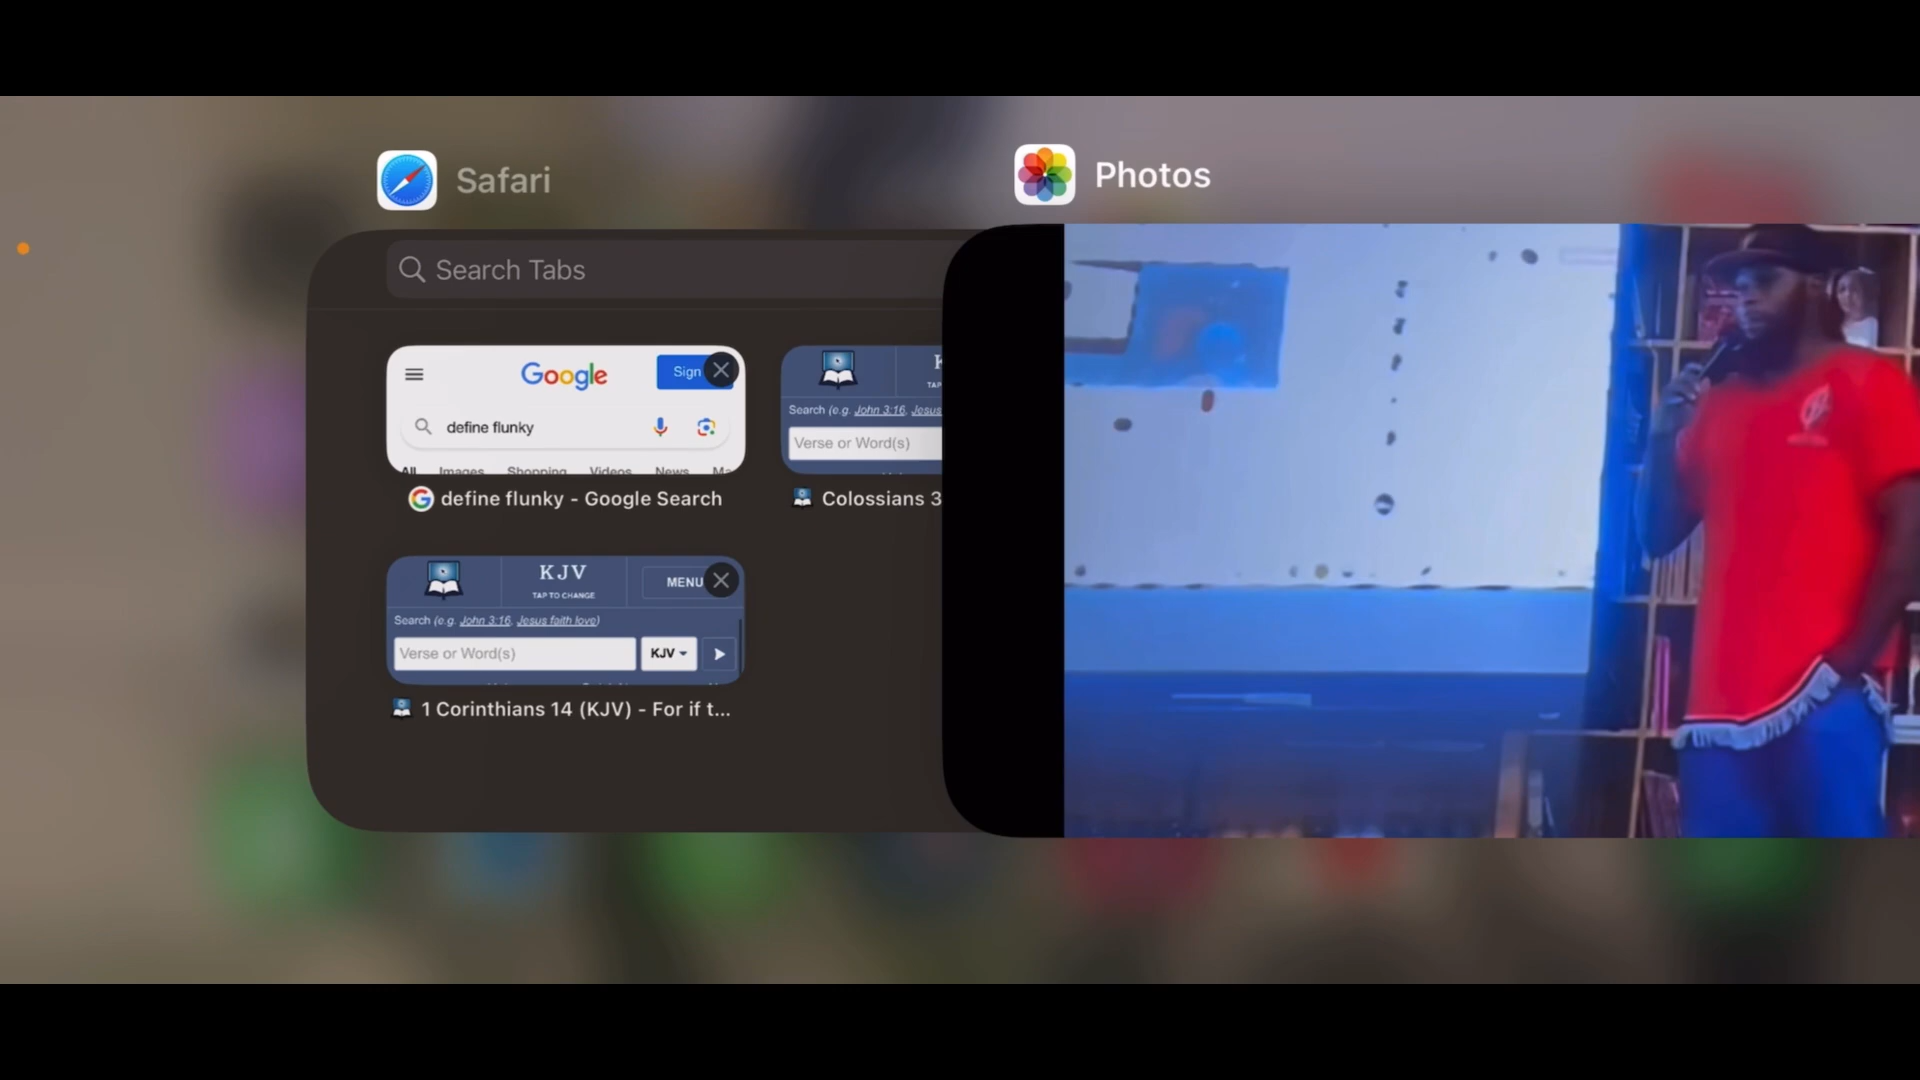 Safari
Photos
Search Tabs
Google
Sign
define flunky
All Images Shopping Videos News
define flunky - Google Search
Search (e.g. John 3:16, Jesus
Verse or Word(s)
Colossians 3
KJV
TAP TO CHANGE
MENU
Search (e.g. John 3:16, Jesus faith love)
Verse or Word(s)
KJV
1 Corinthians 14 (KJV) - For if t...